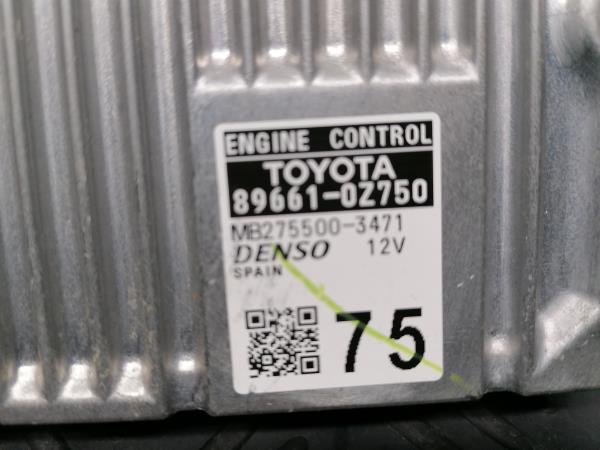 ENGINE CONTROL
TOYOTA
89661-0Z750
MB275500-3471
DENSO 12V
SPAIN
75